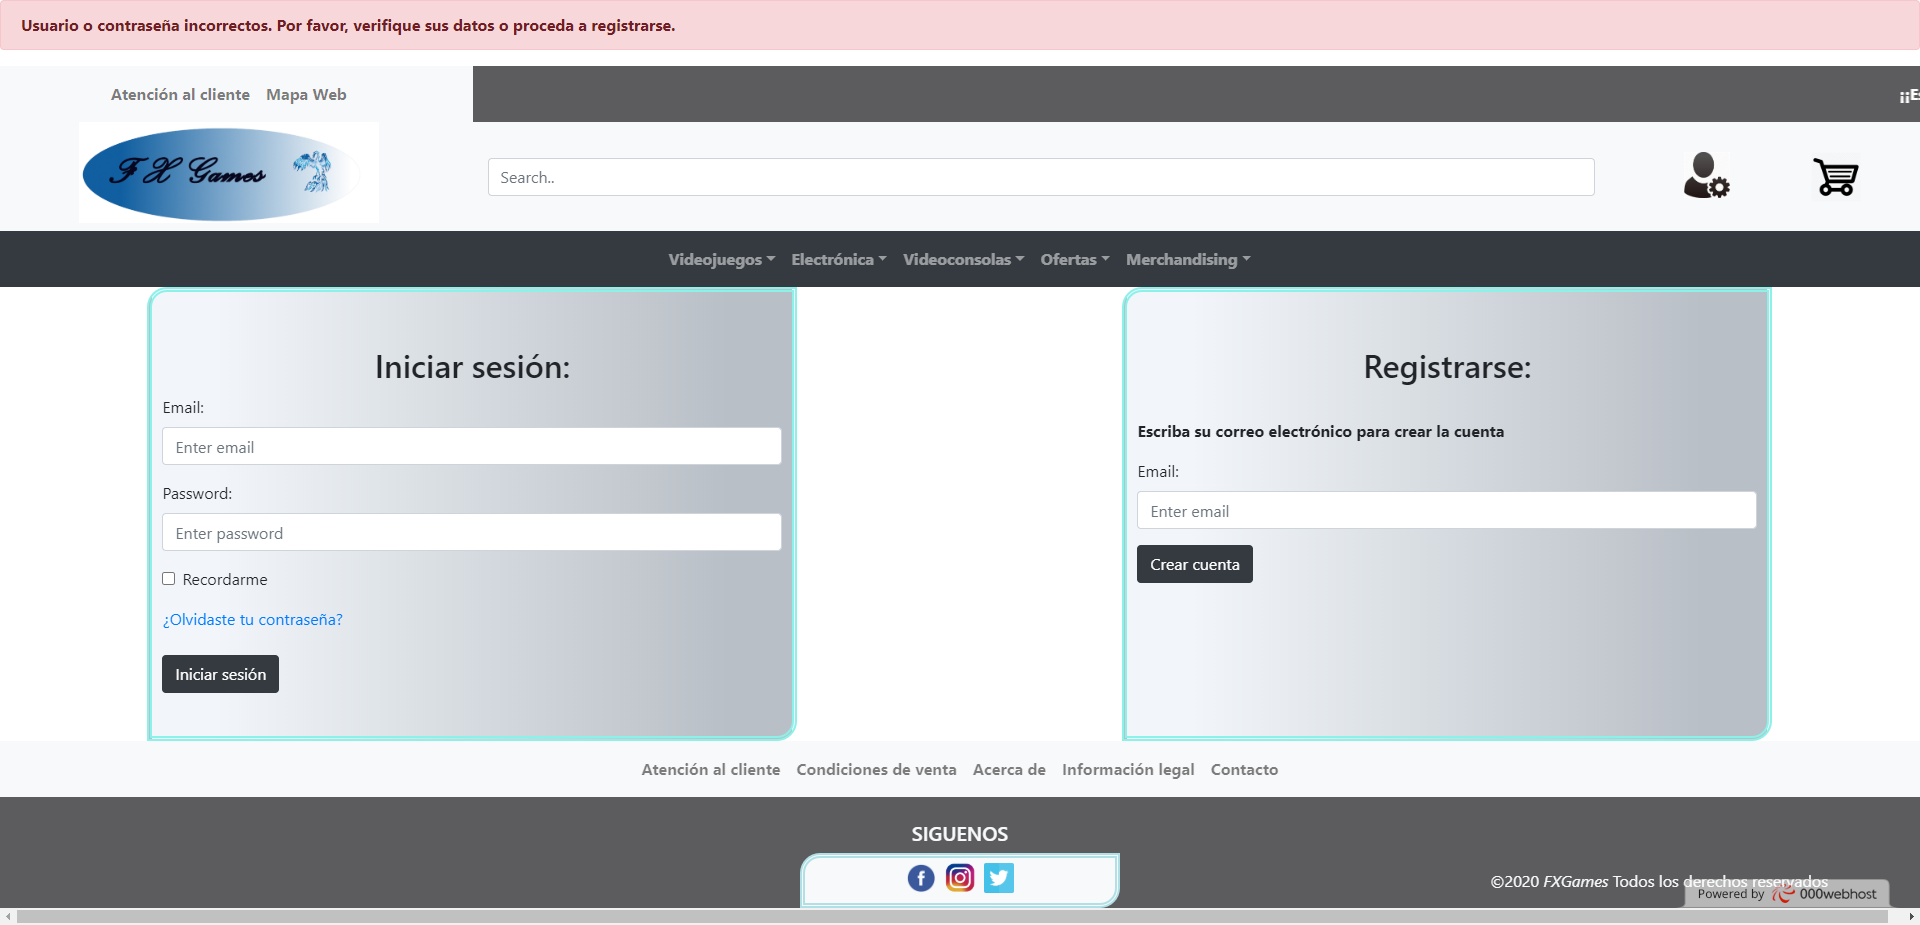 Usuario o contraseña incorrectos. Por favor, verifique sus datos o proceda a registrarse.
Atención al cliente Mapa Web
¡¡Es
F X Games
Search..
Videojuegos Electrónica Videoconsolas Ofertas Merchandising
Iniciar sesión:
Email:
Enter email
Password:
Enter password
Recordarme
¿Olvidaste tu contraseña?
Iniciar sesión
Registrarse:
Escriba su correo electrónico para crear la cuenta
Email:
Enter email
Crear cuenta
Atención al cliente Condiciones de venta Acerca de Información legal Contacto
SIGUENOS
©2020 FXGames Todos los derechos reservados
Powered by 000webhost